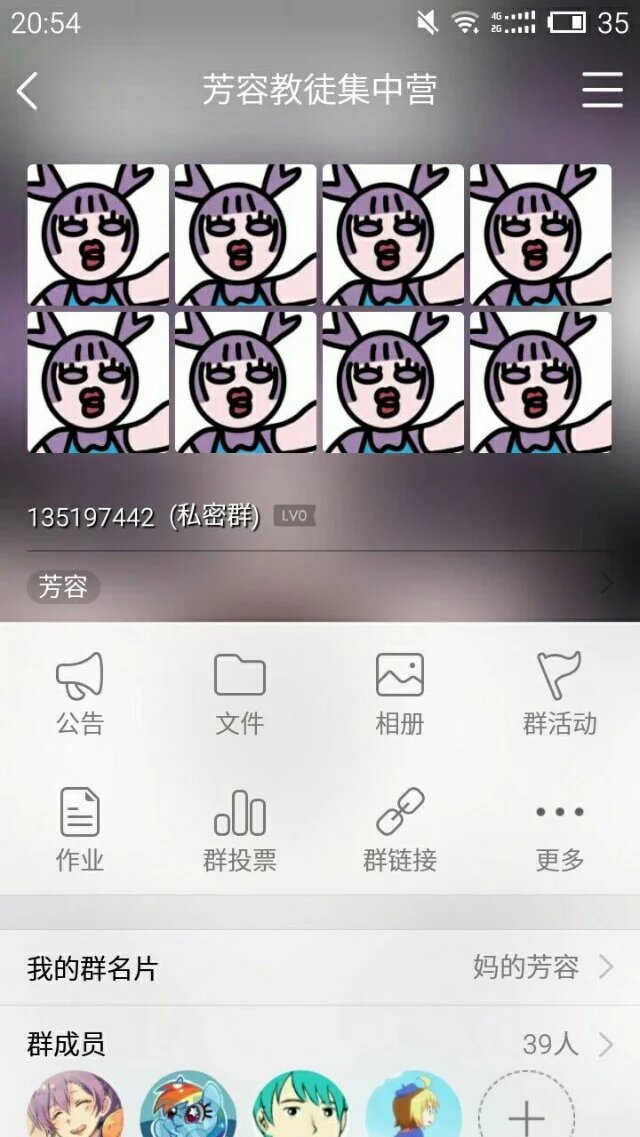 20:54
4G
2G
35
芳容教徒集中营
135197442 (私密群) LV0
芳容
公告 文件 相册 群活动
作业 群投票 群链接 更多
我的群名片 妈的芳容
群成员 39人